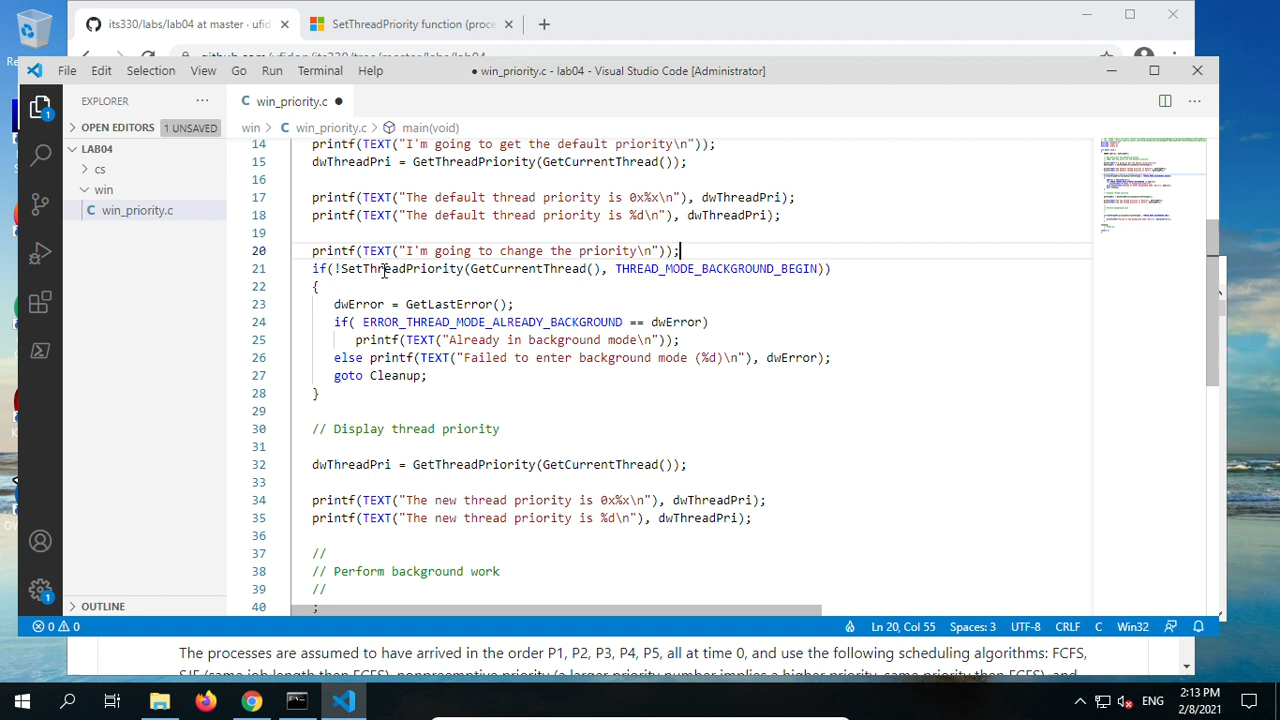 its330/labs/lab04 at master · ufid
SetThreadPriority function (proce
File Edit Selection View Go Run Terminal Help
● win_priority.c - lab04 - Visual Studio Code [Administrator]
EXPLORER
OPEN EDITORS 1 UNSAVED
LAB04
cs
win
C win_priority.c
OUTLINE
C win_priority.c ●
win > C win_priority.c > main(void)
14 printf(TEXT("I'm going to get the default priority\n"));
15 dwThreadPri = GetThreadPriority(GetCurrentThread());
16
17 printf(TEXT("The default thread priority is 0x%x\n"), dwThreadPri);
18 printf(TEXT("The default thread priority is %d\n"), dwThreadPri);
19
20 printf(TEXT("I'm going to change the priority\n"));
21 if(!SetThreadPriority(GetCurrentThread(), THREAD_MODE_BACKGROUND_BEGIN))
22 {
23 dwError = GetLastError();
24 if( ERROR_THREAD_MODE_ALREADY_BACKGROUND == dwError)
25 printf(TEXT("Already in background mode\n"));
26 else printf(TEXT("Failed to enter background mode (%d)\n"), dwError);
27 goto Cleanup;
28 }
29
30 // Display thread priority
31
32 dwThreadPri = GetThreadPriority(GetCurrentThread());
33
34 printf(TEXT("The new thread priority is 0x%x\n"), dwThreadPri);
35 printf(TEXT("The new thread priority is %d\n"), dwThreadPri);
36
37 //
38 // Perform background work
39 //
40 ;
0 0 Ln 20, Col 55 Spaces: 3 UTF-8 CRLF C Win32
The processes are assumed to have arrived in the order P1, P2, P3, P4, P5, all at time 0, and use the following scheduling algorithms: FCFS,
ENG
2:13 PM
2/8/2021